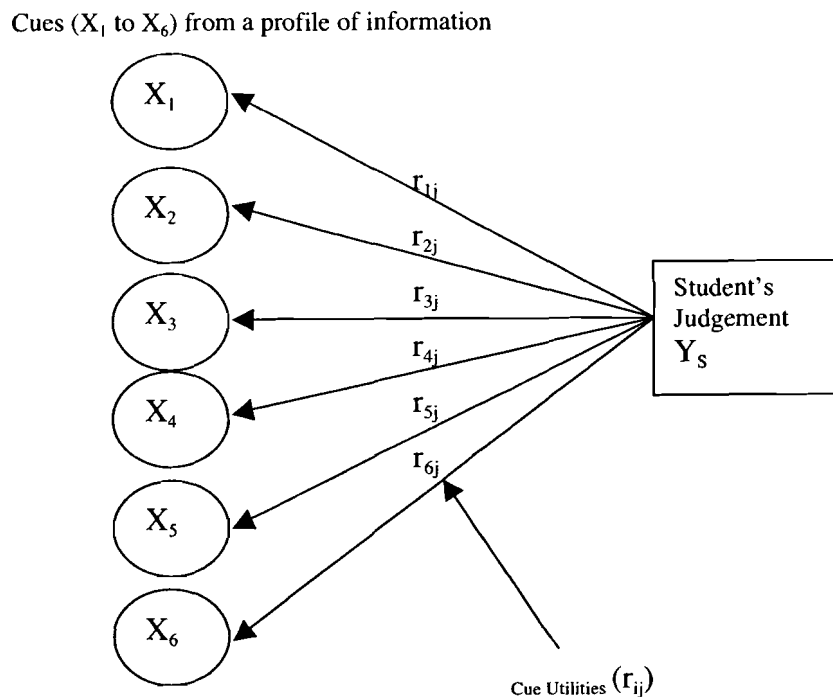 Cues (X₁ to X₆) from a profile of information
X₁
r₁ⱼ
X₂
r₂ⱼ
X₃
r₃ⱼ
Student's
Judgement
Yₛ
X₄
r₄ⱼ
r₅ⱼ
r₆ⱼ
X₅
X₆
Cue Utilities (rᵢⱼ)